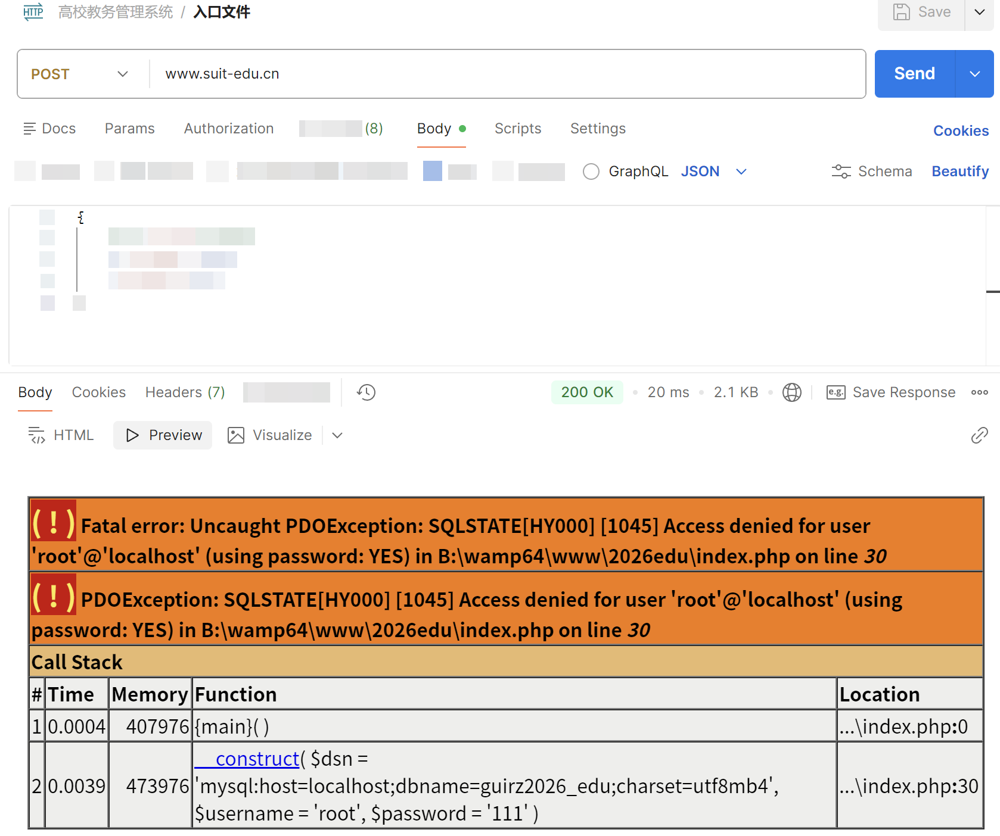 HTTP 高校教务管理系统 / 入口文件 Save
POST www.suit-edu.cn Send
Docs Params Authorization (8) Body Scripts Settings Cookies
GraphQL JSON Schema Beautify
{
Body Cookies Headers (7) 200 OK • 20 ms • 2.1 KB • e.g. Save Response
HTML Preview Visualize
( ! ) Fatal error: Uncaught PDOException: SQLSTATE[HY000] [1045] Access denied for user
'root'@'localhost' (using password: YES) in B:\wamp64\www\2026edu\index.php on line 30
( ! ) PDOException: SQLSTATE[HY000] [1045] Access denied for user 'root'@'localhost' (using
password: YES) in B:\wamp64\www\2026edu\index.php on line 30
Call Stack
# Time Memory Function Location
1 0.0004 407976 {main}( ) ...\index.php:0
2 0.0039 473976 __construct( $dsn =
'mysql:host=localhost;dbname=guirz2026_edu;charset=utf8mb4', ...\index.php:30
$username = 'root', $password = '111' )